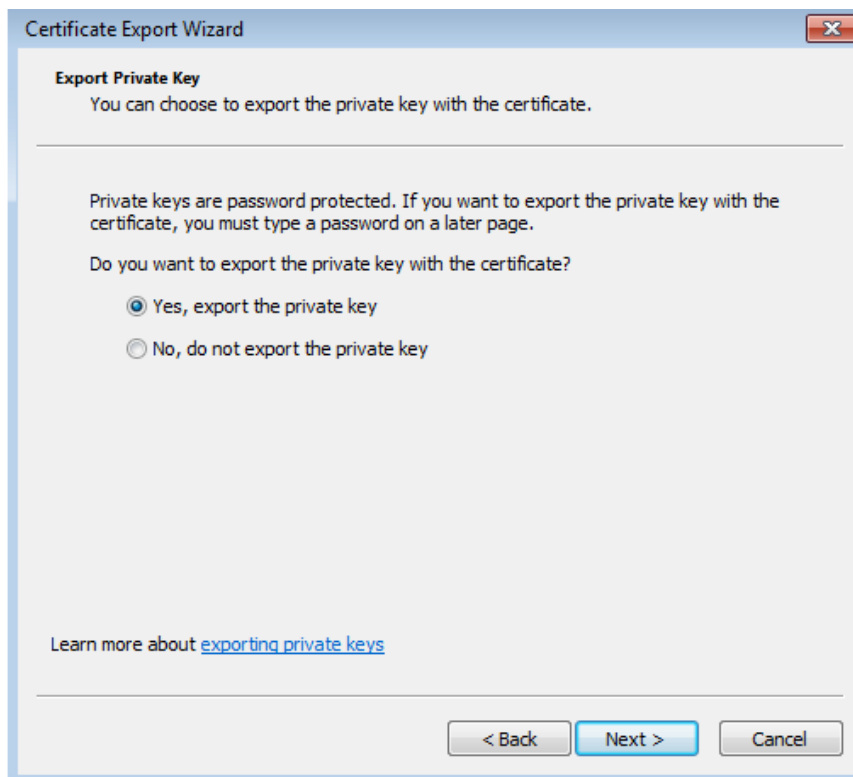 Certificate Export Wizard
Export Private Key
You can choose to export the private key with the certificate.
Private keys are password protected. If you want to export the private key with the
certificate, you must type a password on a later page.
Do you want to export the private key with the certificate?
Yes, export the private key
No, do not export the private key
Learn more about exporting private keys
< Back
Next >
Cancel